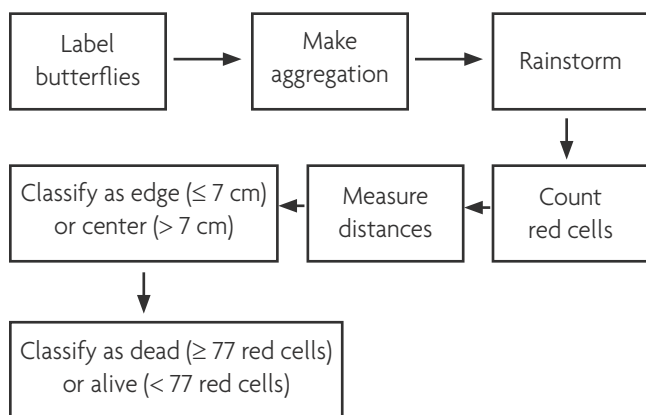 Label
butterflies
Make
aggregation
Rainstorm
Count
red cells
Measure
distances
Classify as edge (≤ 7 cm)
or center (> 7 cm)
Classify as dead (≥ 77 red cells)
or alive (< 77 red cells)